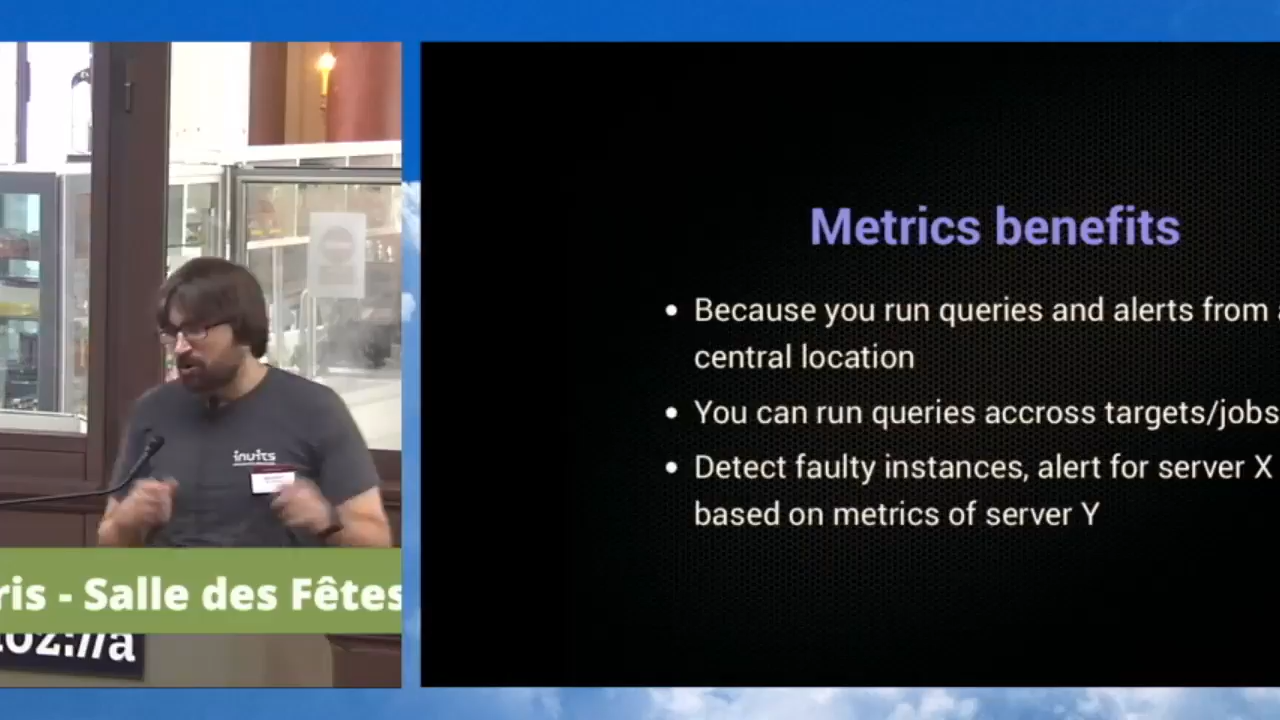 inuits
ris - Salle des Fêtes
oz://a
Metrics benefits
• Because you run queries and alerts from a
central location
• You can run queries accross targets/jobs
• Detect faulty instances, alert for server X
based on metrics of server Y